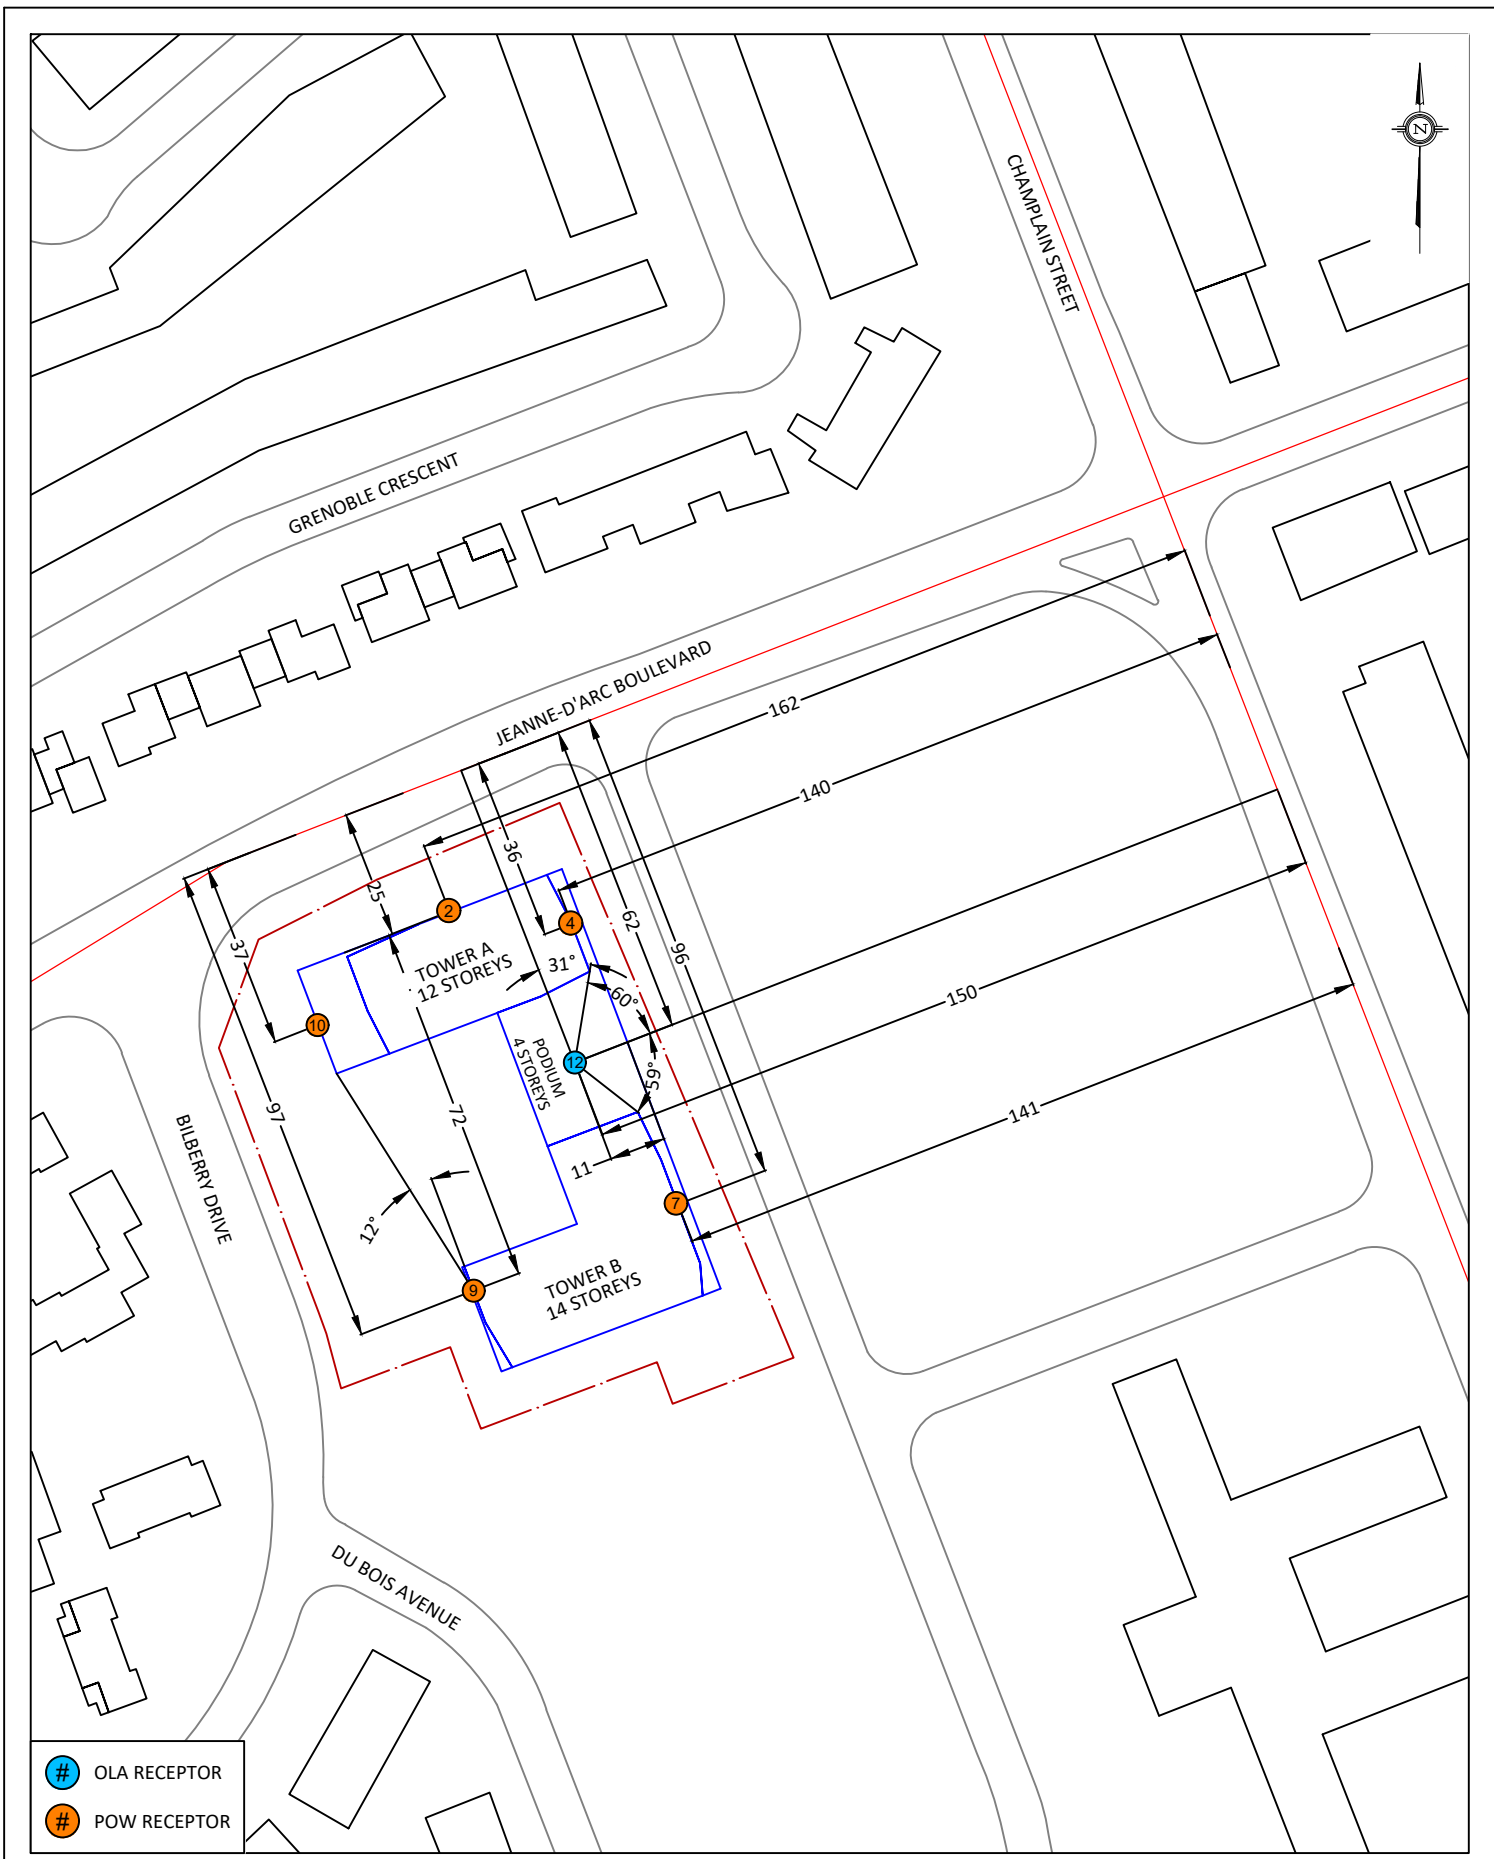 N
CHAMPLAIN STREET
GRENOBLE CRESCENT
JEANNE-D'ARC BOULEVARD
162
140
36
25
62
2
4
37
96
TOWER A
12 STOREYS
31°
60°
150
10
PODIUM
4 STOREYS
12
59°
97
72
141
BILBERRY DRIVE
11
7
12°
9
TOWER B
14 STOREYS
DU BOIS AVENUE
# OLA RECEPTOR
# POW RECEPTOR